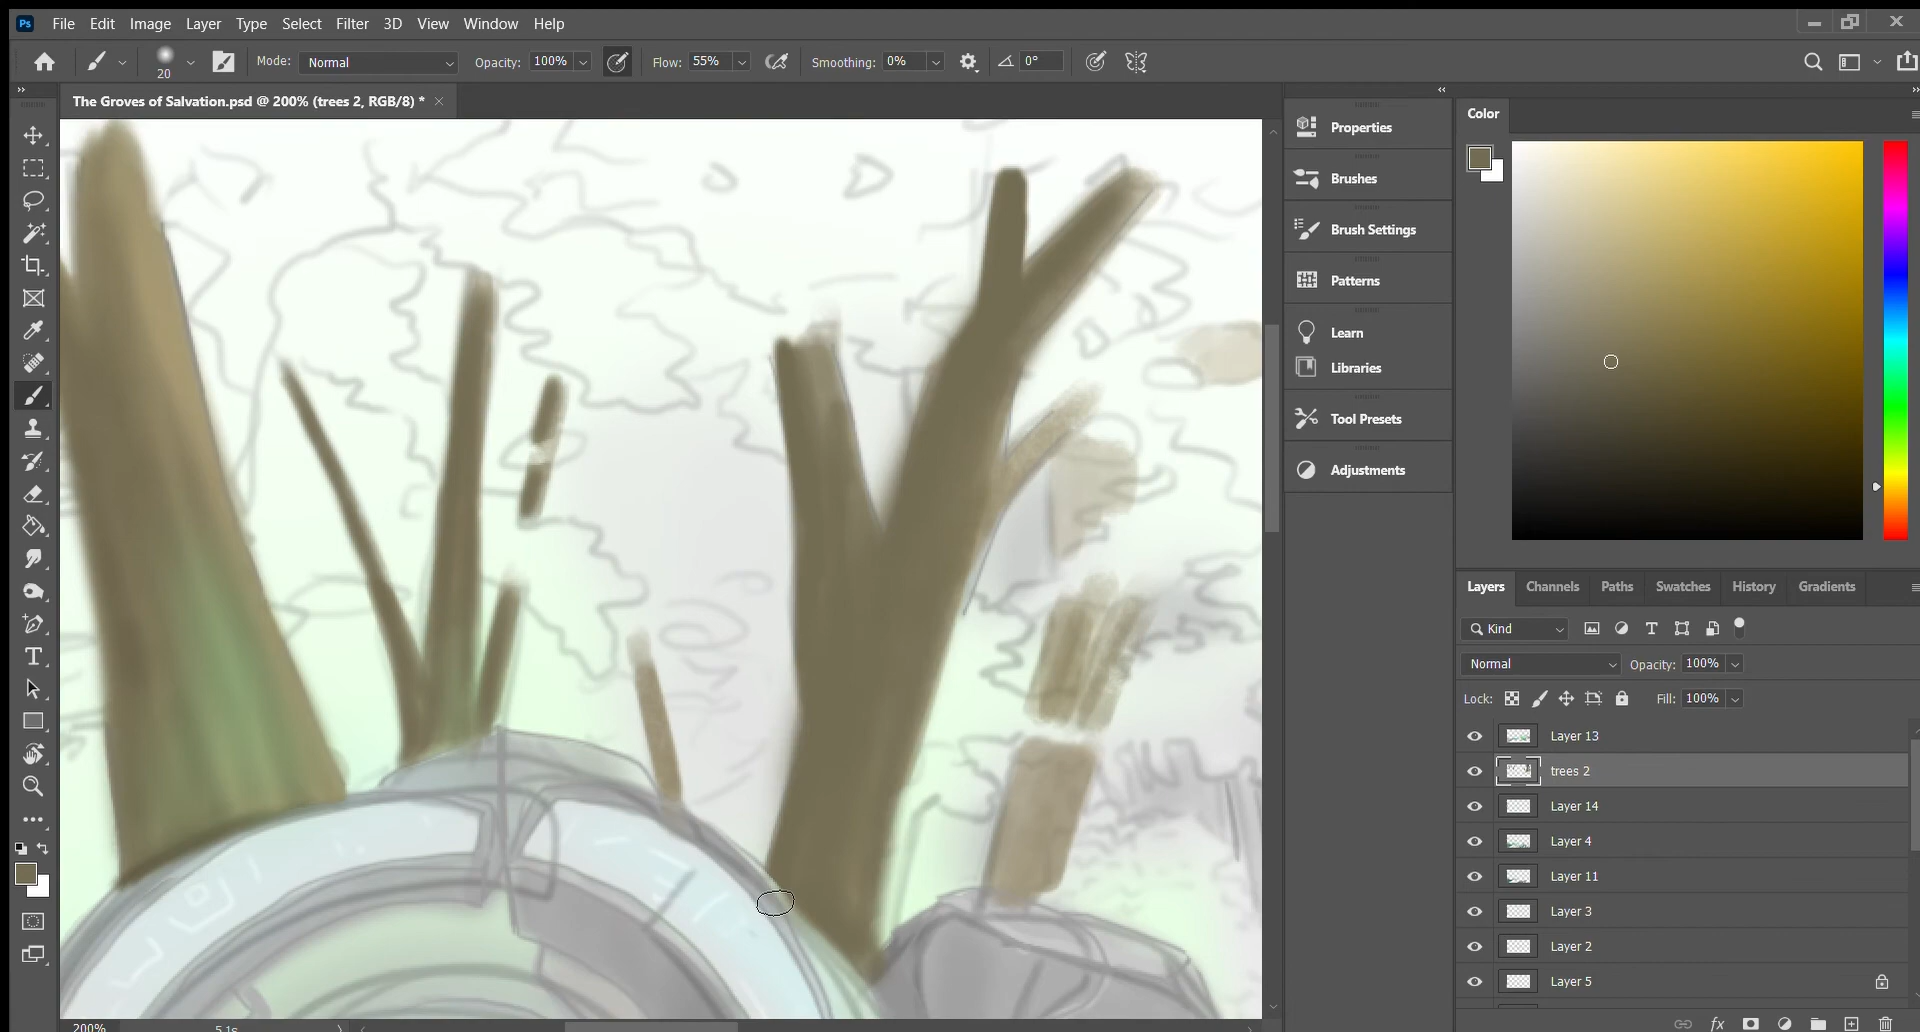 Ps File Edit Image Layer Type Select Filter 3D View Window Help
20 Mode: Normal Opacity: 100% Flow: 55% Smoothing: 0% 0°
The Groves of Salvation.psd @ 200% (trees 2, RGB/8) * ×
Properties
Brushes
Brush Settings
Patterns
Learn
Libraries
Tool Presets
Adjustments
Color
Layers Channels Paths Swatches History Gradients
Kind
Normal Opacity: 100%
Lock: Fill: 100%
Layer 13
trees 2
Layer 14
Layer 4
Layer 11
Layer 3
Layer 2
Layer 5
200% 5.1s
fx